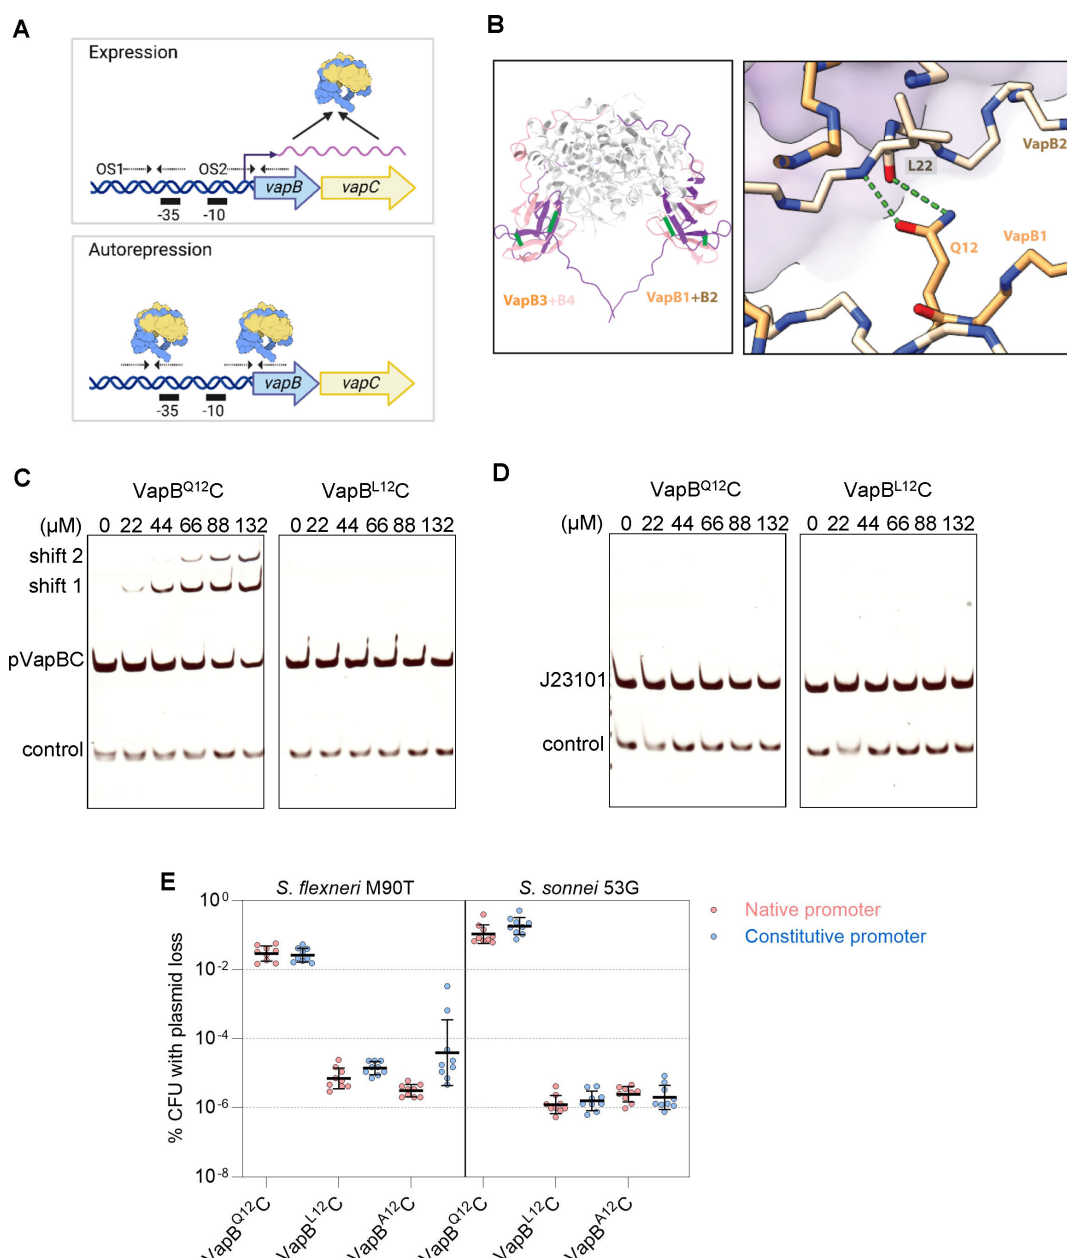 A
Expression
OS1
OS2
vapB
vapC
-35
-10
Autorepression
vapB
vapC
-35
-10
B
VapB3+B4
VapB1+B2
VapB2
L22
Q12
VapB1
C
VapBQ12C
VapBL12C
(µM) 0 22 44 66 88 132 0 22 44 66 88 132
shift 2
shift 1
pVapBC
control
D
VapBQ12C
VapBL12C
(µM) 0 22 44 66 88 132 0 22 44 66 88 132
J23101
control
E
S. flexneri M90T
S. sonnei 53G
Native promoter
Constitutive promoter
% CFU with plasmid loss
10^0
10^-2
10^-4
10^-6
10^-8
VapBQ12C
VapBL12C
VapBA12C
VapBQ12C
VapBL12C
VapBA12C